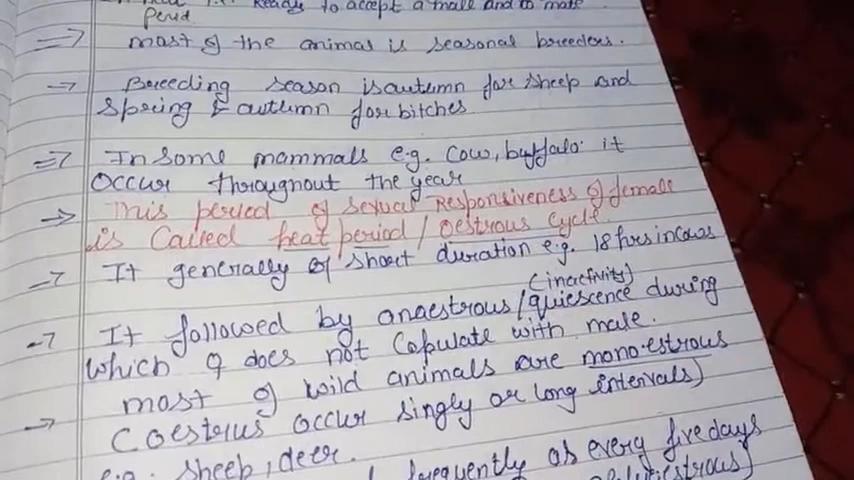 Ready to accept a male and to mate
Perid
=> most of the animal is seasonal breeders.
=> Breeding season is autumn for sheep and
Spring & autumn for bitches
=> In some mammals e.g. Cow, buffalo it
occur throughout the year
=> This period of sexual Responsiveness of female
is Called heat period / Oestrous Cycle.
=> It generally of short duration e.g. 18 hrs in cows
(inactivity)
=> It followed by anaestrous / quiescence during
which ♀ does not Copulate with male.
=> most of wild animals are mono-estrous
(oestrus occur singly or long intervals)
e.g. sheep, deer.
frequently as every five days